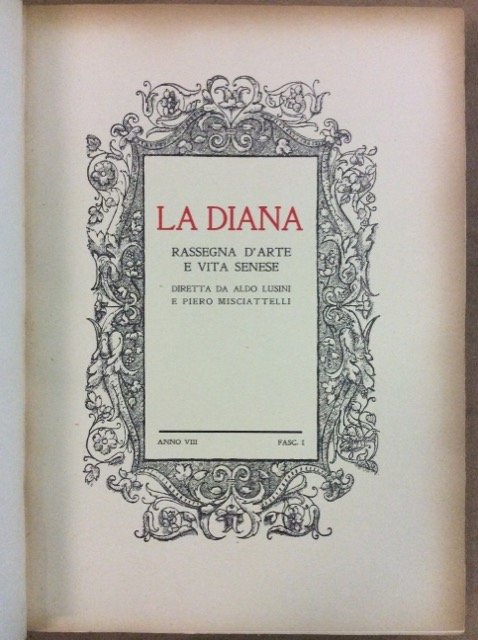 LA DIANA
RASSEGNA D'ARTE
E VITA SENESE
DIRETTA DA ALDO LUSINI
E PIERO MISCIATTELLI
ANNO VIII FASC. I